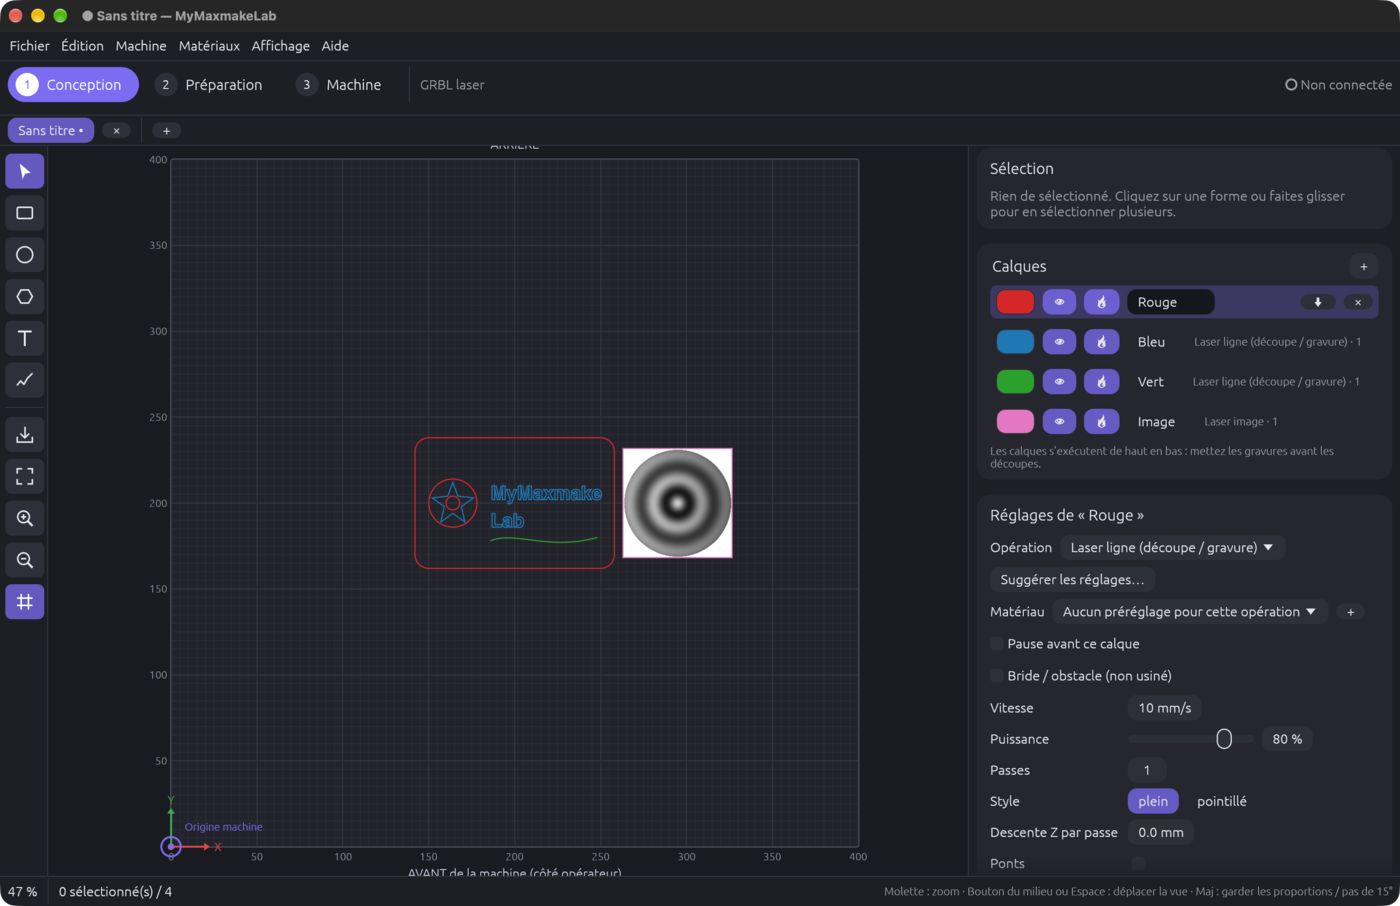 Sans titre — MyMaxmakeLab
Fichier Édition Machine Matériaux Affichage Aide
1 Conception 2 Préparation 3 Machine GRBL laser Non connectée
Sans titre • × +
ARRIÈRE
400
350
300
250
200
150
100
50
0 50 100 150 200 250 300 350 400
MyMaxmake
Lab
Y
Origine machine
X
AVANT de la machine (côté opérateur)
T
Sélection
Rien de sélectionné. Cliquez sur une forme ou faites glisser
pour en sélectionner plusieurs.
Calques +
Rouge ×
Bleu Laser ligne (découpe / gravure) · 1
Vert Laser ligne (découpe / gravure) · 1
Image Laser image · 1
Les calques s'exécutent de haut en bas : mettez les gravures avant les
découpes.
Réglages de « Rouge »
Opération Laser ligne (découpe / gravure)
Suggérer les réglages…
Matériau Aucun préréglage pour cette opération +
Pause avant ce calque
Bride / obstacle (non usiné)
Vitesse 10 mm/s
Puissance 80 %
Passes 1
Style plein pointillé
Descente Z par passe 0.0 mm
Ponts
47 % 0 sélectionné(s) / 4
Molette : zoom · Bouton du milieu ou Espace : déplacer la vue · Maj : garder les proportions / pas de 15°